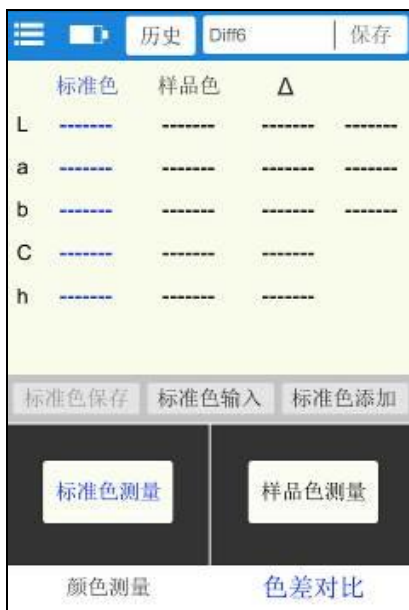 历史 Diff6 保存
标准色 样品色 Δ
L ------- ------- ------- -------
a ------- ------- ------- -------
b ------- ------- ------- -------
C ------- ------- -------
h ------- ------- -------
标准色保存 标准色输入 标准色添加
标准色测量 样品色测量
颜色测量 色差对比